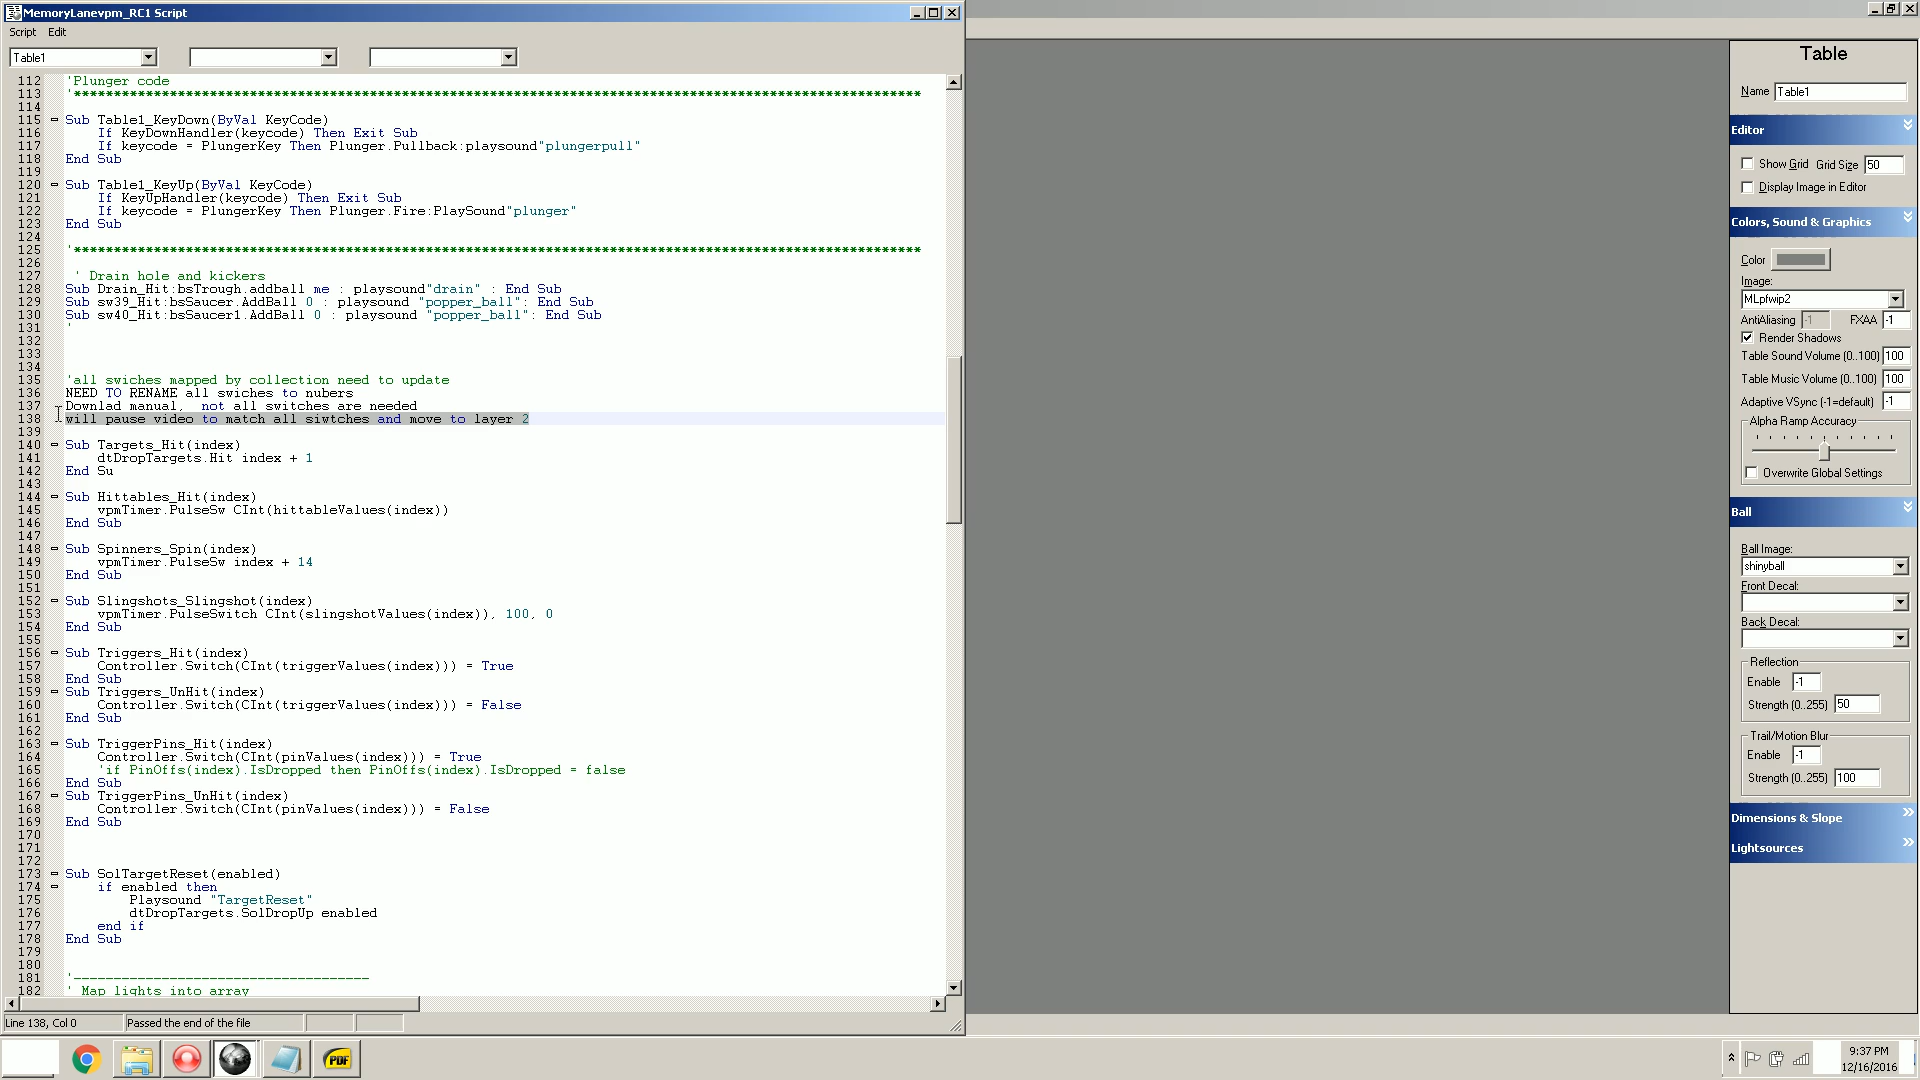 MemoryLanevpm_RC1 Script
Script Edit
Table1
112 'Plunger code
113 '**********************************************************************************************************
114
115 Sub Table1_KeyDown(ByVal KeyCode)
116 If KeyDownHandler(keycode) Then Exit Sub
117 If keycode = PlungerKey Then Plunger.Pullback:playsound"plungerpull"
118 End Sub
119
120 Sub Table1_KeyUp(ByVal KeyCode)
121 If KeyUpHandler(keycode) Then Exit Sub
122 If keycode = PlungerKey Then Plunger.Fire:PlaySound"plunger"
123 End Sub
124
125 '**********************************************************************************************************
126
127 ' Drain hole and kickers
128 Sub Drain_Hit:bsTrough.addball me : playsound"drain" : End Sub
129 Sub sw39_Hit:bsSaucer.AddBall 0 : playsound "popper_ball": End Sub
130 Sub sw40_Hit:bsSaucer1.AddBall 0 : playsound "popper_ball": End Sub
131 '
132
133
134
135 'all swiches mapped by collection need to update
136 NEED TO RENAME all swiches to nubers
137 Downlad manual, not all switches are needed
138 will pause video to match all siwtches and move to layer 2
139
140 Sub Targets_Hit(index)
141 dtDropTargets.Hit index + 1
142 End Su
143
144 Sub Hittables_Hit(index)
145 vpmTimer.PulseSw CInt(hittableValues(index))
146 End Sub
147
148 Sub Spinners_Spin(index)
149 vpmTimer.PulseSw index + 14
150 End Sub
151
152 Sub Slingshots_Slingshot(index)
153 vpmTimer.PulseSwitch CInt(slingshotValues(index)), 100, 0
154 End Sub
155
156 Sub Triggers_Hit(index)
157 Controller.Switch(CInt(triggerValues(index))) = True
158 End Sub
159 Sub Triggers_UnHit(index)
160 Controller.Switch(CInt(triggerValues(index))) = False
161 End Sub
162
163 Sub TriggerPins_Hit(index)
164 Controller.Switch(CInt(pinValues(index))) = True
165 'if PinOffs(index).IsDropped then PinOffs(index).IsDropped = false
166 End Sub
167 Sub TriggerPins_UnHit(index)
168 Controller.Switch(CInt(pinValues(index))) = False
169 End Sub
170
171
172
173 Sub SolTargetReset(enabled)
174 if enabled then
175 Playsound "TargetReset"
176 dtDropTargets.SolDropUp enabled
177 end if
178 End Sub
179
180
181 '-------------------------------------
182 ' Map lights into array
Line 138, Col 0 Passed the end of the file
Table
Name Table1
Editor
Show Grid Grid Size 50
Display Image in Editor
Colors, Sound & Graphics
Color
Image:
MLpfwip2
AntiAliasing -1 FXAA -1
Render Shadows
Table Sound Volume (0..100) 100
Table Music Volume (0..100) 100
Adaptive VSync (-1=default) -1
Alpha Ramp Accuracy
Overwrite Global Settings
Ball
Ball Image:
shinyball
Front Decal:
Back Decal:
Reflection
Enable -1
Strength (0..255) 50
Trail/Motion Blur
Enable -1
Strength (0..255) 100
Dimensions & Slope
Lightsources
PDF
9:37 PM
12/16/2016